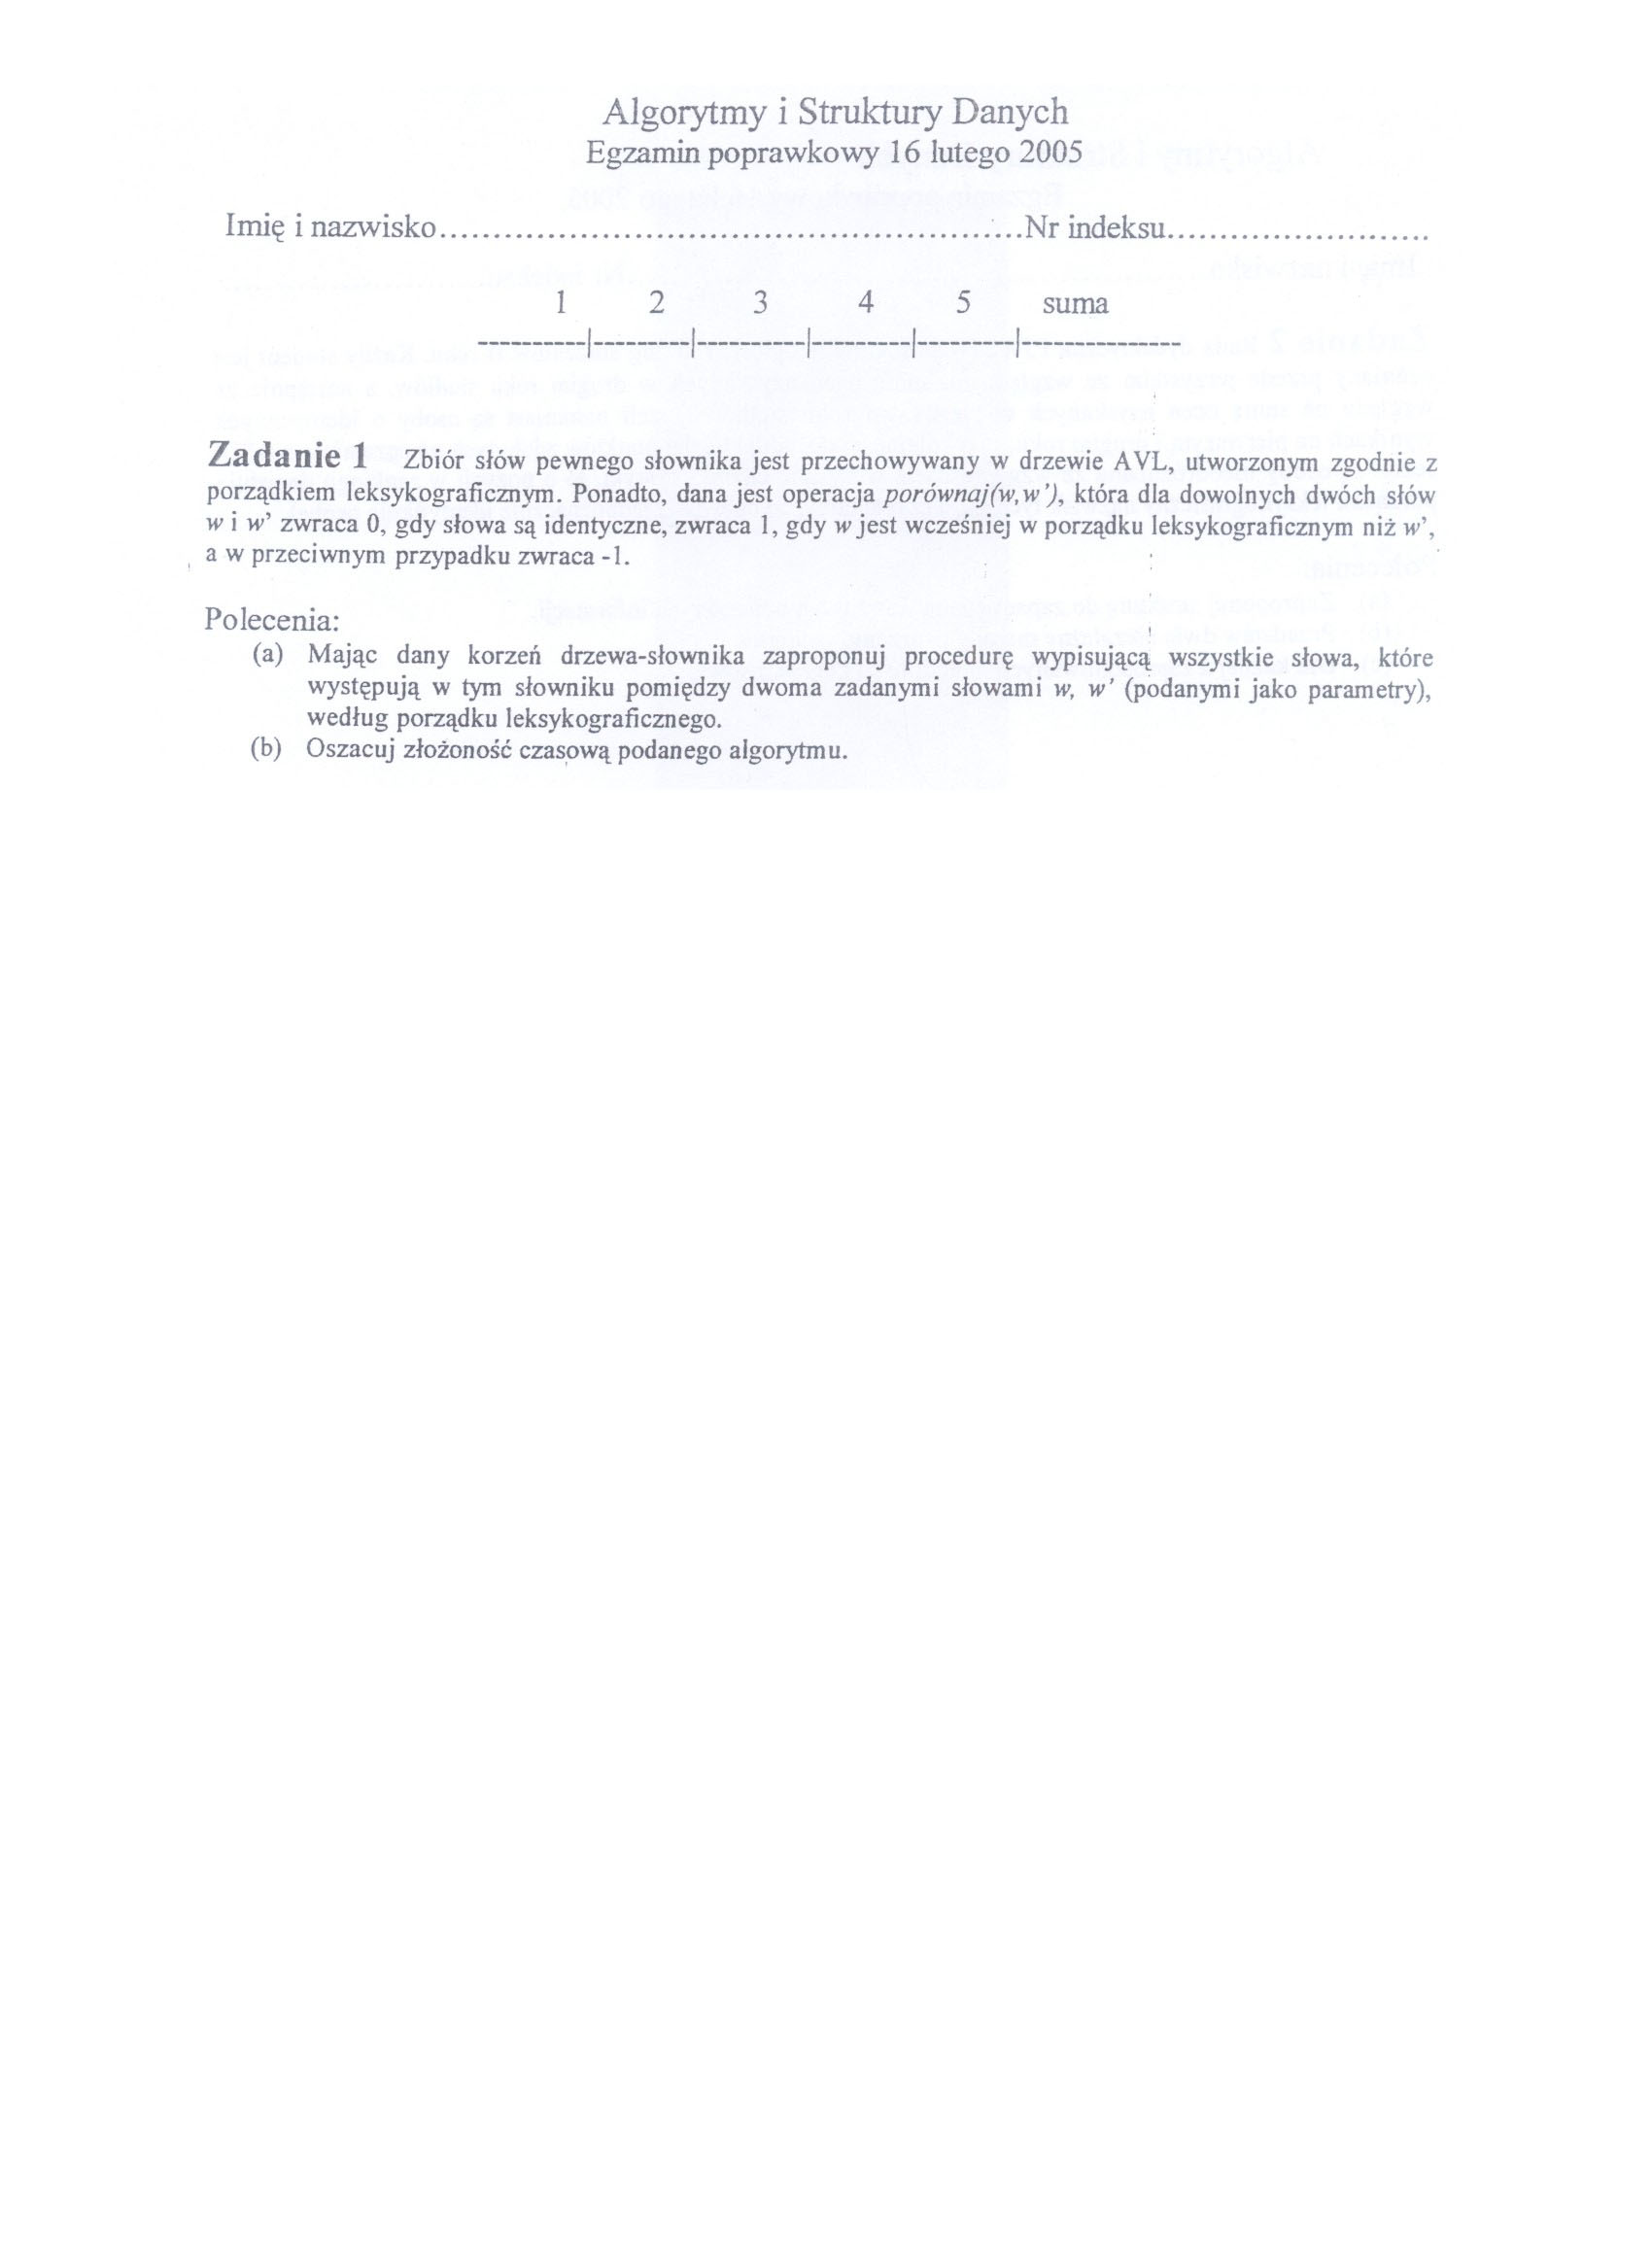 Algorytmy i Struktury Danych
Egzamin poprawkowy 16 lutego 2005
Imię i nazwisko......................................................Nr indeksu.........................
1 2 3 4 5 suma
----------|---------|----------|---------|---------|---------------
Zadanie 1 Zbiór słów pewnego słownika jest przechowywany w drzewie AVL, utworzonym zgodnie z
porządkiem leksykograficznym. Ponadto, dana jest operacja porównaj(w,w'), która dla dowolnych dwóch słów
w i w' zwraca 0, gdy słowa są identyczne, zwraca 1, gdy w jest wcześniej w porządku leksykograficznym niż w',
a w przeciwnym przypadku zwraca -1.
Polecenia:
(a) Mając dany korzeń drzewa-słownika zaproponuj procedurę wypisującą wszystkie słowa, które
występują w tym słowniku pomiędzy dwoma zadanymi słowami w, w' (podanymi jako parametry),
według porządku leksykograficznego.
(b) Oszacuj złożoność czasową podanego algorytmu.